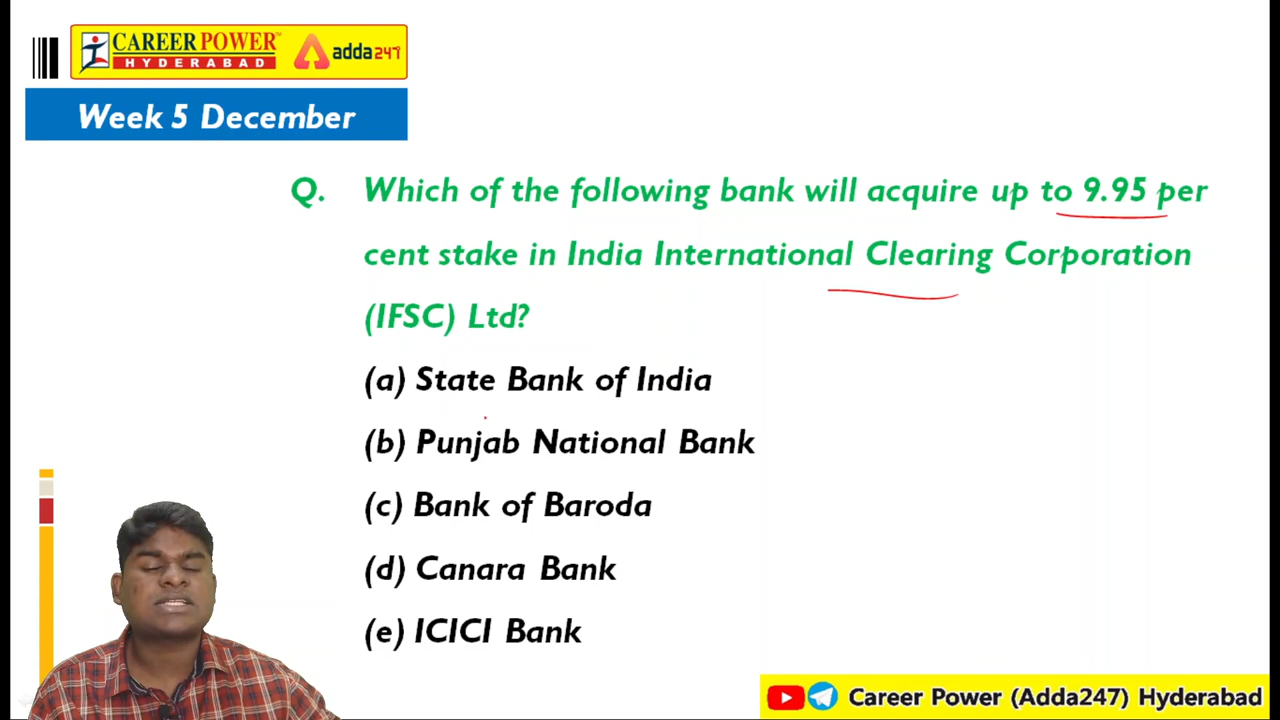 CAREER POWER
HYDERABAD
adda247
Week 5 December
Q. Which of the following bank will acquire up to 9.95 per
cent stake in India International Clearing Corporation
(IFSC) Ltd?
(a) State Bank of India
(b) Punjab National Bank
(c) Bank of Baroda
(d) Canara Bank
(e) ICICI Bank
Career Power (Adda247) Hyderabad